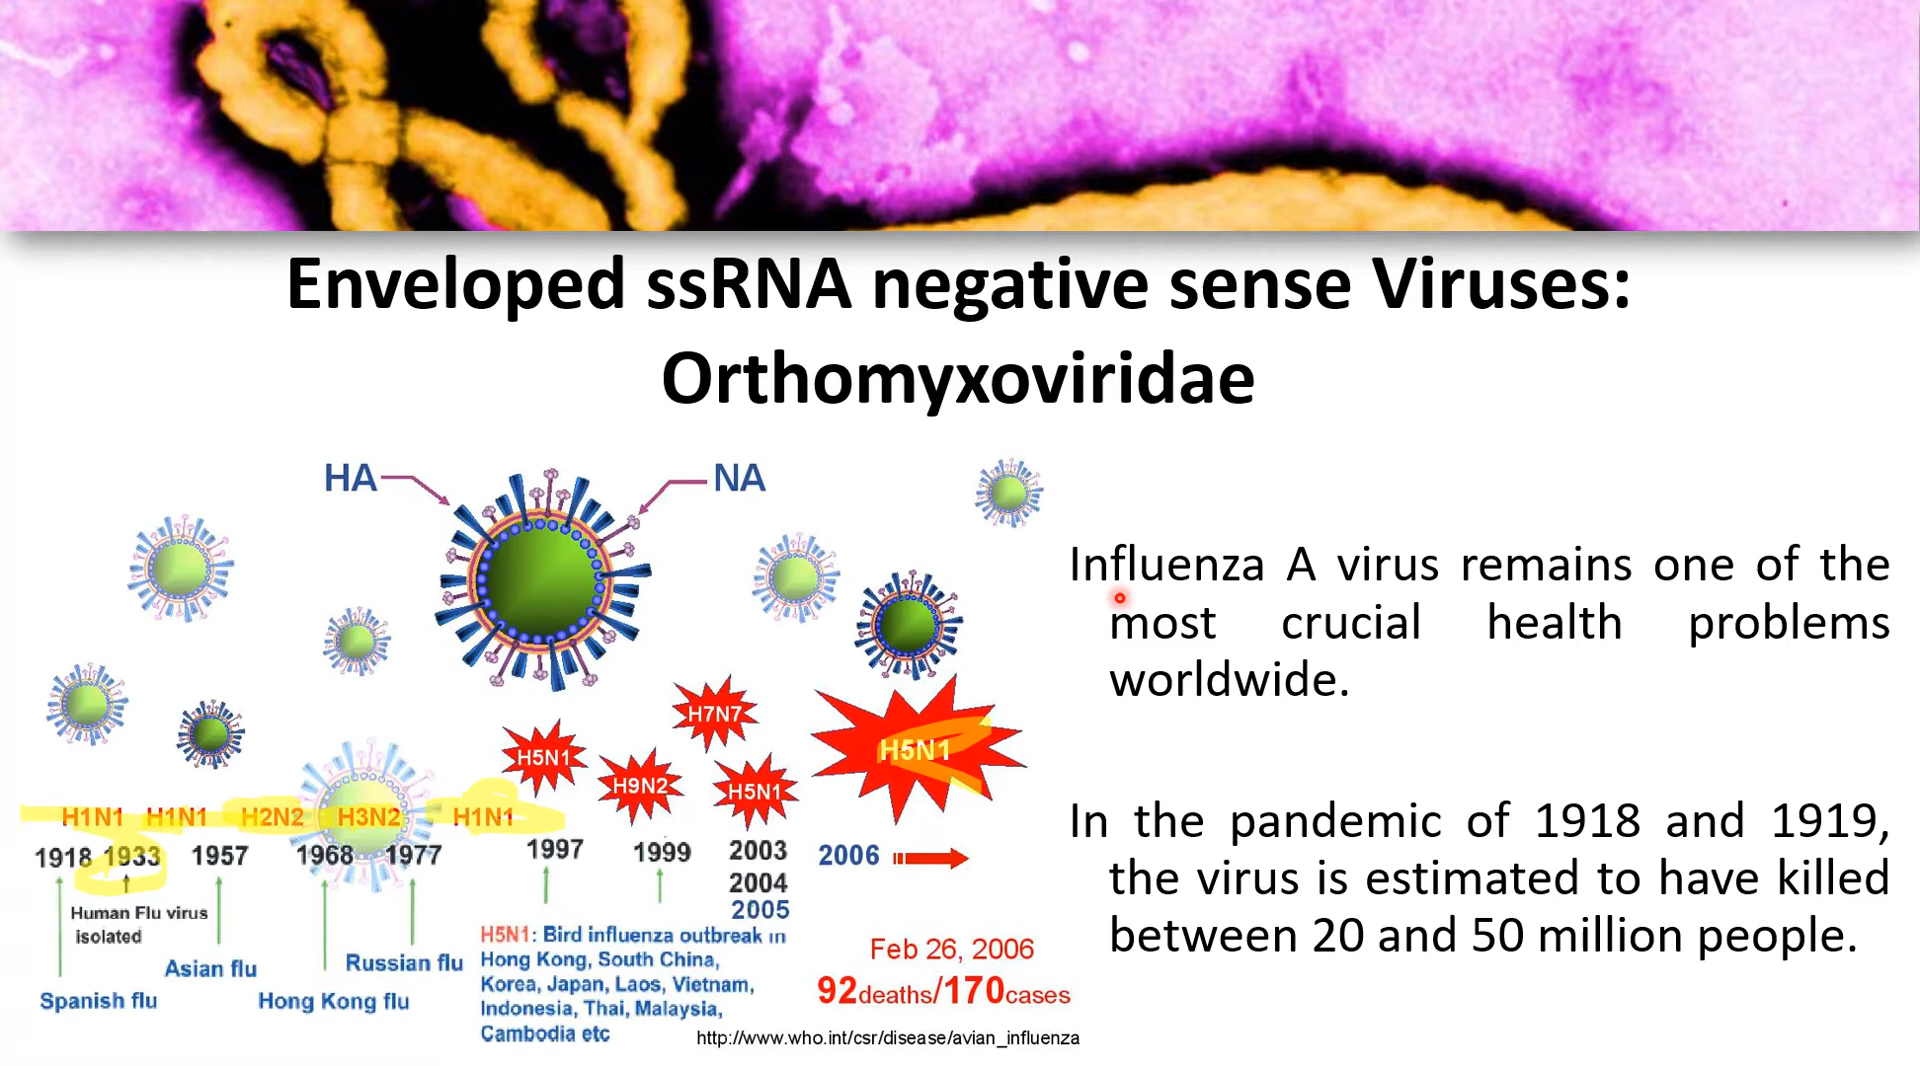 Enveloped ssRNA negative sense Viruses:
Orthomyxoviridae
HA
NA
H7N7
H5N1
H9N2
H5N1
H5N1
H1N1 H1N1 H2N2 H3N2 H1N1
1918 1933 1957 1968 1977 1997 1999 2003 2006
2004
2005
Human Flu virus
isolated
Asian flu
Russian flu
Spanish flu
Hong Kong flu
H5N1: Bird influenza outbreak in
Hong Kong, South China,
Korea, Japan, Laos, Vietnam,
Indonesia, Thai, Malaysia,
Cambodia etc
Feb 26, 2006
92deaths/170cases
http://www.who.int/csr/disease/avian_influenza
Influenza A virus remains one of the
most crucial health problems
worldwide.
In the pandemic of 1918 and 1919,
the virus is estimated to have killed
between 20 and 50 million people.